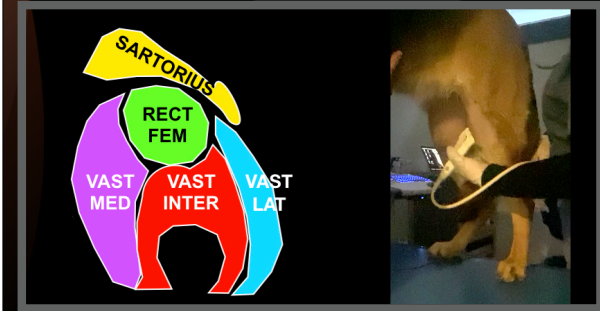 SARTORIUS
RECT
FEM
VAST
MED
VAST
INTER
VAST
LAT